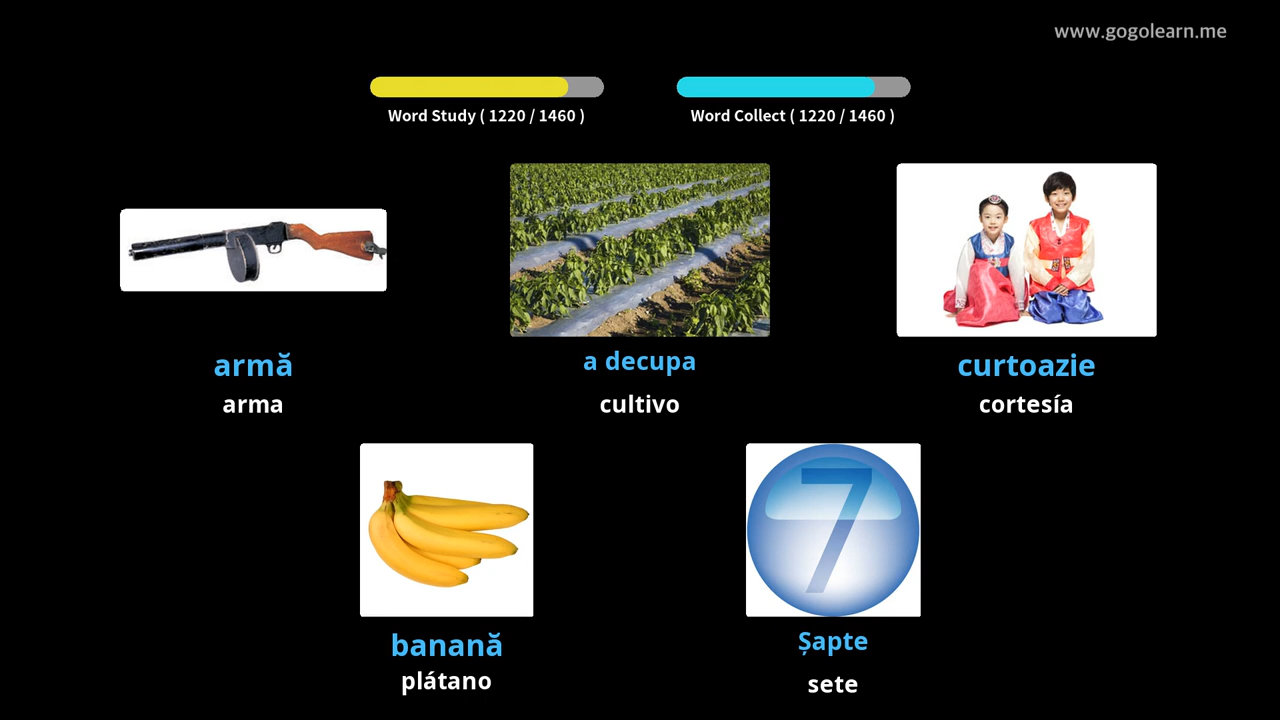 www.gogolearn.me
Word Study ( 1220 / 1460 )
Word Collect ( 1220 / 1460 )
armă
arma
a decupa
cultivo
curtoazie
cortesía
banană
plátano
7
Șapte
sete